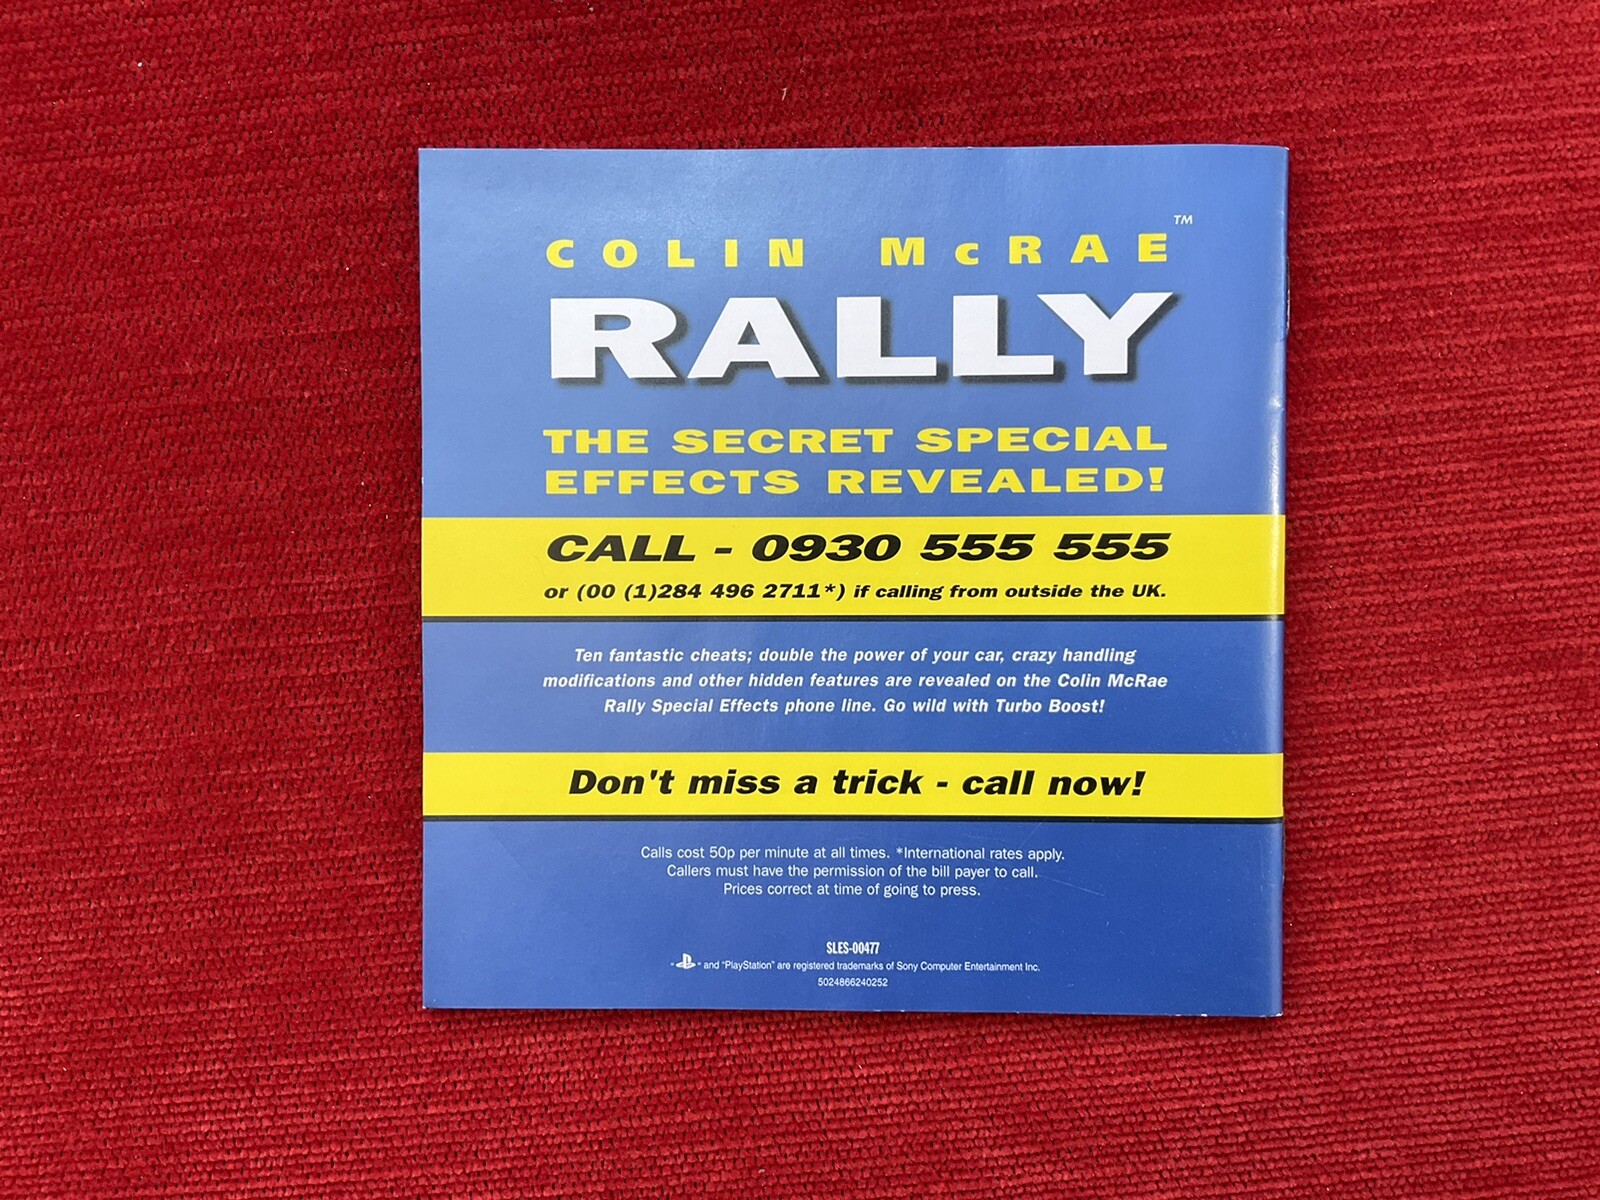 COLIN McRAE™
RALLY
THE SECRET SPECIAL
EFFECTS REVEALED!
CALL - 0930 555 555
or (00 (1)284 496 2711*) if calling from outside the UK.
Ten fantastic cheats; double the power of your car, crazy handling
modifications and other hidden features are revealed on the Colin McRae
Rally Special Effects phone line. Go wild with Turbo Boost!
Don't miss a trick - call now!
Calls cost 50p per minute at all times. *International rates apply.
Callers must have the permission of the bill payer to call.
Prices correct at time of going to press.
SLES-00477
" " and "PlayStation" are registered trademarks of Sony Computer Entertainment Inc.
5024866240252